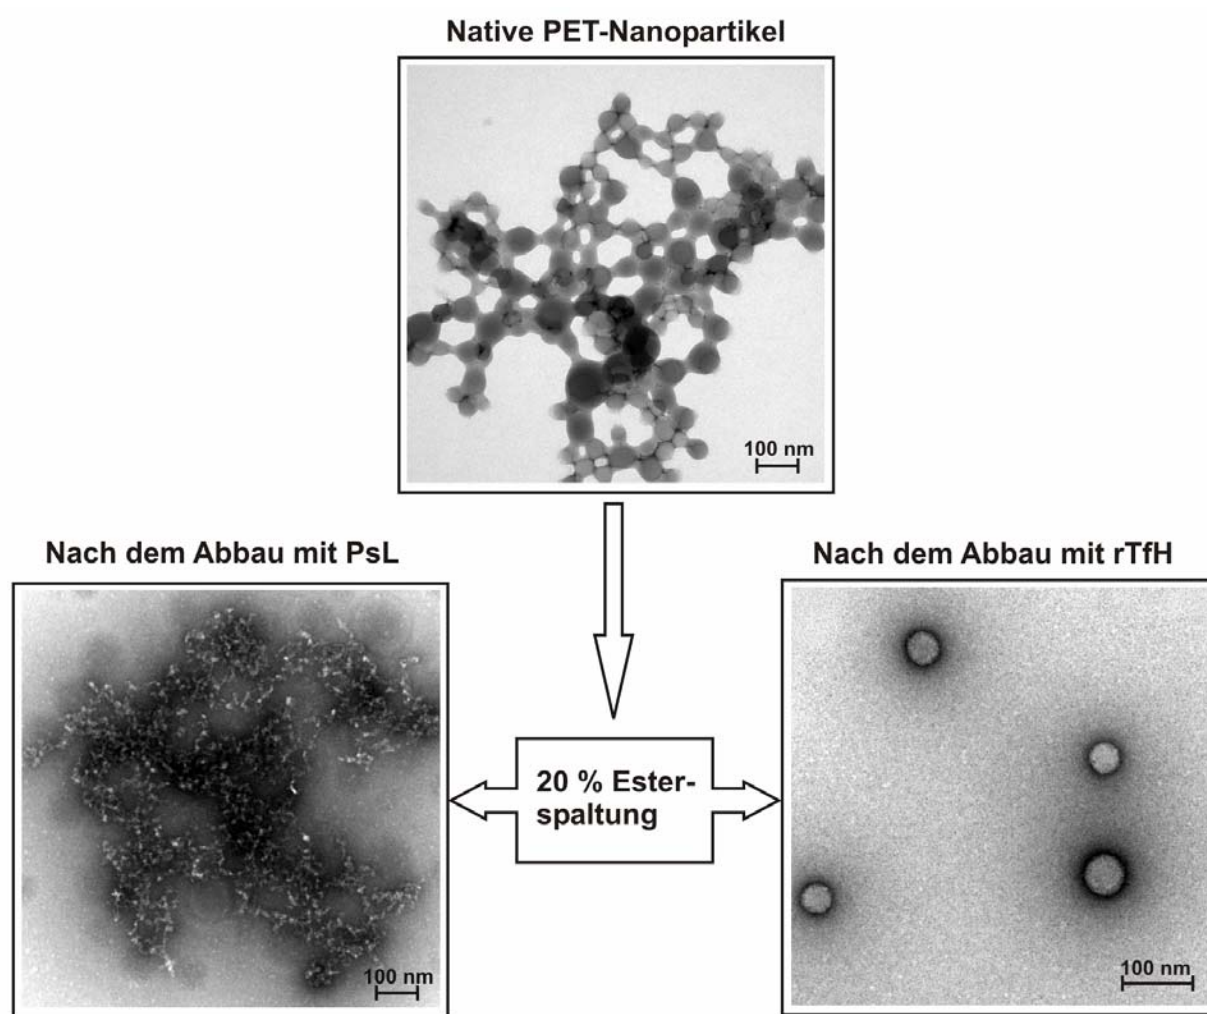 Native PET-Nanopartikel
100 nm
Nach dem Abbau mit PsL
Nach dem Abbau mit rTfH
20 % Ester-
spaltung
100 nm
100 nm